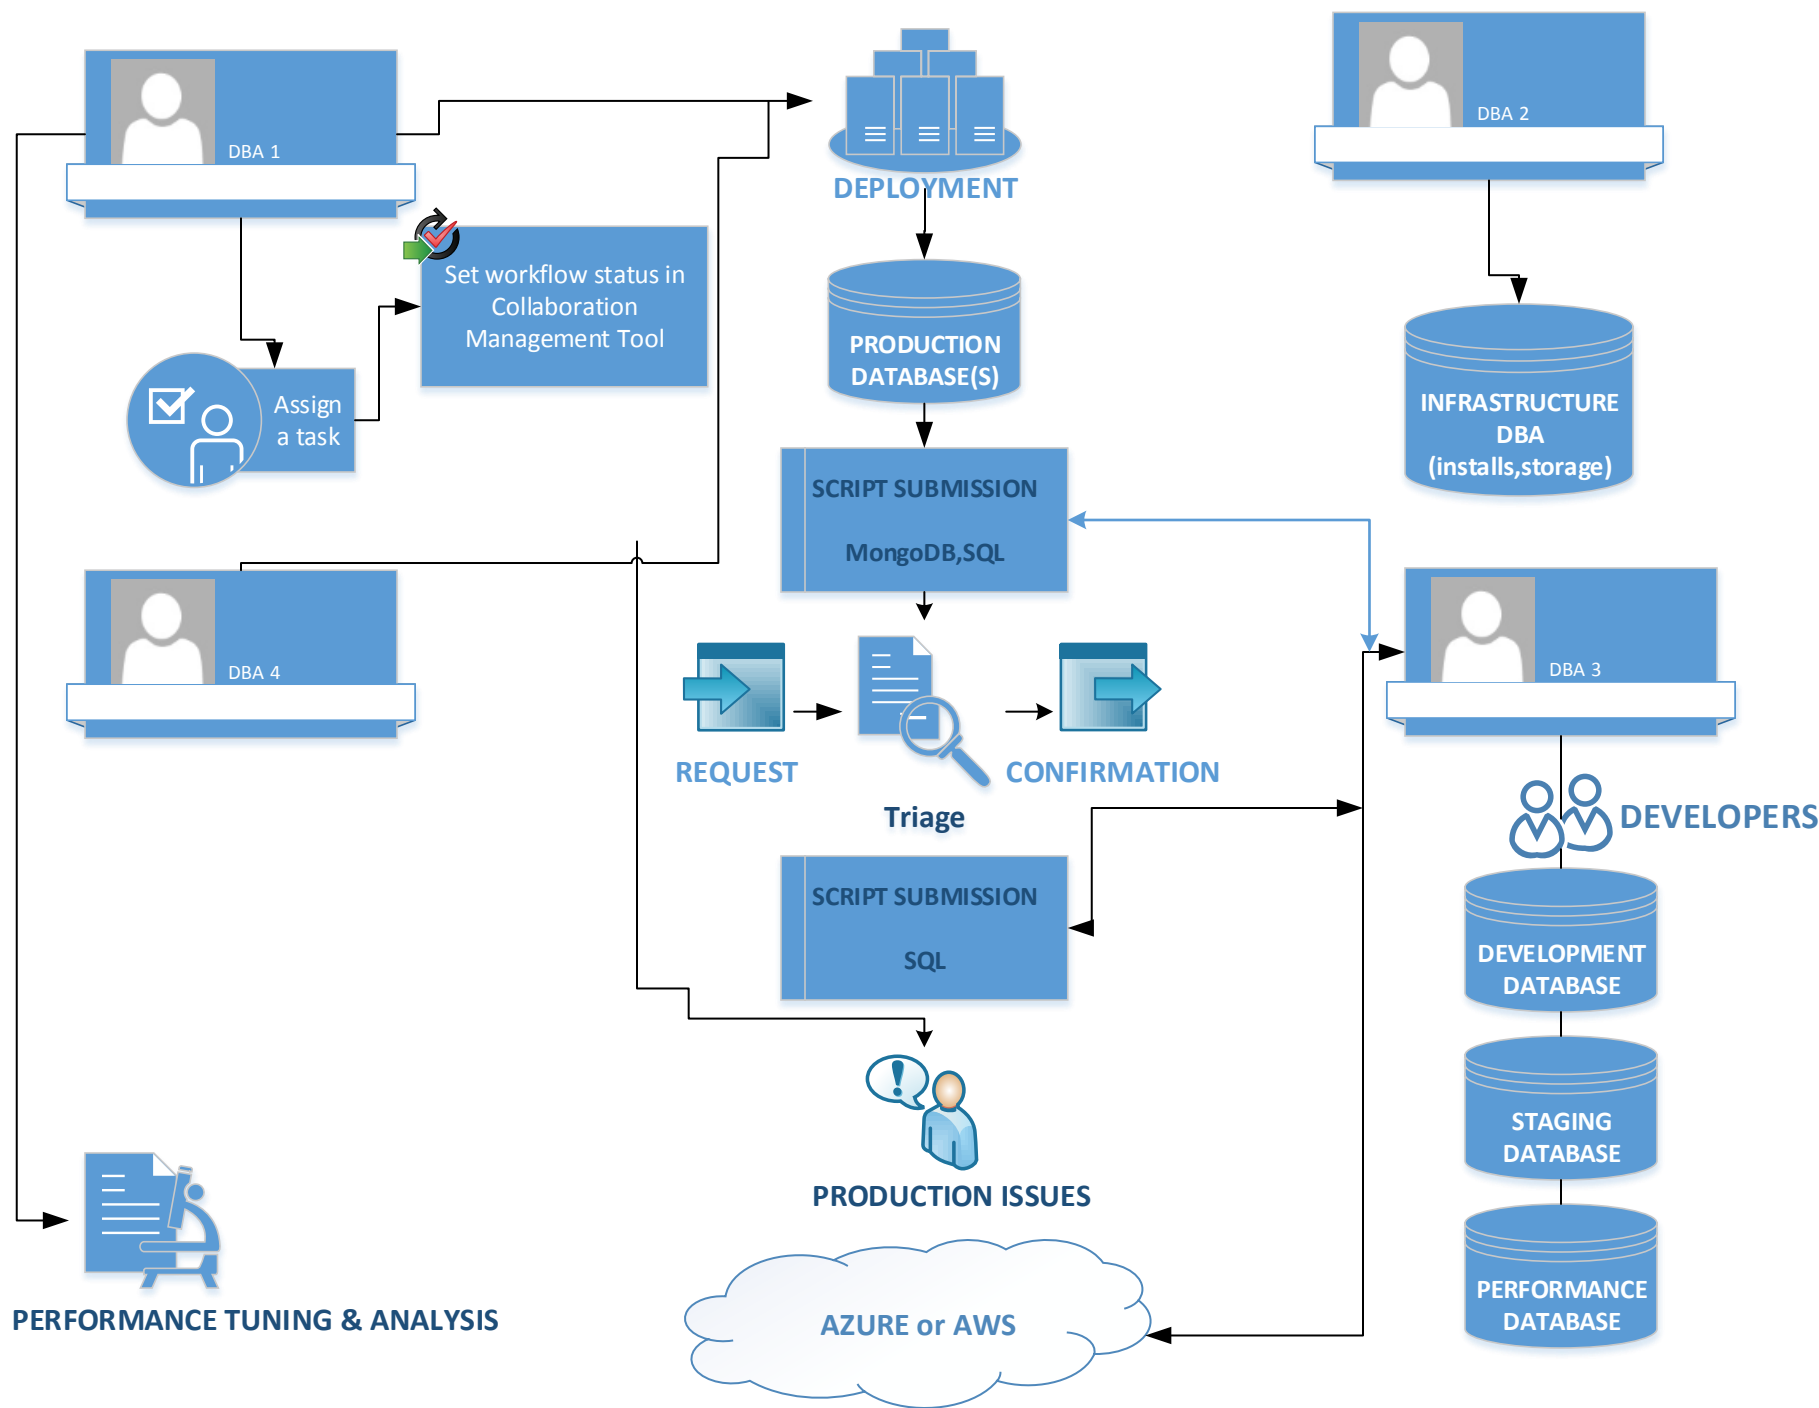 DBA 1
DEPLOYMENT
DBA 2
Set workflow status in
Collaboration
Management Tool
PRODUCTION
DATABASE(S)
Assign
a task
INFRASTRUCTURE
DBA
(installs,storage)
SCRIPT SUBMISSION
MongoDB,SQL
DBA 4
DBA 3
REQUEST
CONFIRMATION
Triage
DEVELOPERS
SCRIPT SUBMISSION
SQL
DEVELOPMENT
DATABASE
STAGING
DATABASE
PRODUCTION ISSUES
PERFORMANCE TUNING & ANALYSIS
AZURE or AWS
PERFORMANCE
DATABASE